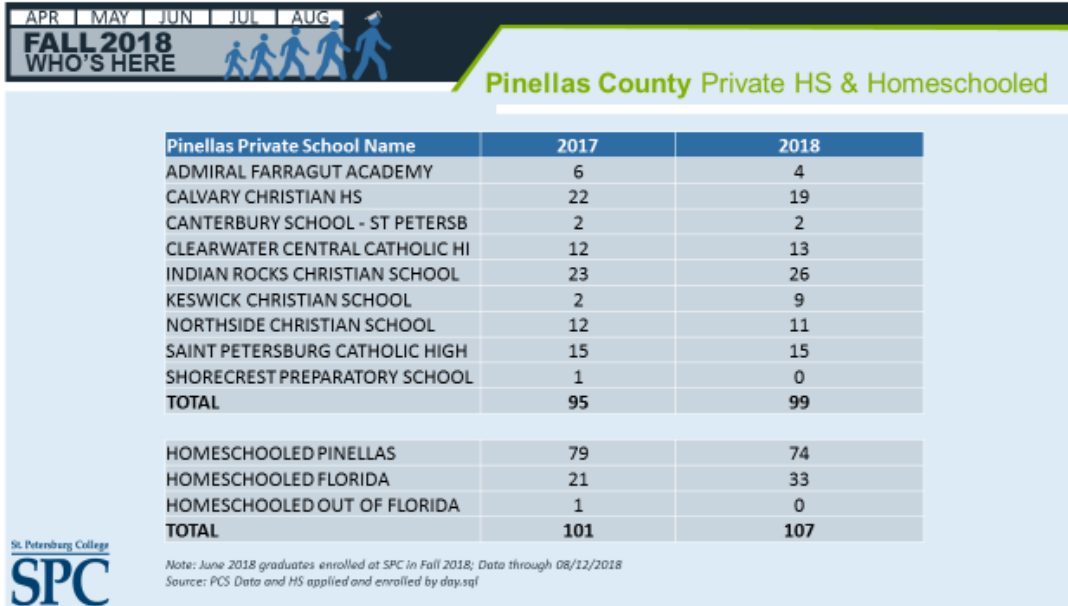 APR MAY JUN JUL AUG
FALL 2018
WHO'S HERE
Pinellas County Private HS & Homeschooled
Pinellas Private School Name 2017 2018
ADMIRAL FARRAGUT ACADEMY 6 4
CALVARY CHRISTIAN HS 22 19
CANTERBURY SCHOOL - ST PETERSB 2 2
CLEARWATER CENTRAL CATHOLIC HI 12 13
INDIAN ROCKS CHRISTIAN SCHOOL 23 26
KESWICK CHRISTIAN SCHOOL 2 9
NORTHSIDE CHRISTIAN SCHOOL 12 11
SAINT PETERSBURG CATHOLIC HIGH 15 15
SHORECREST PREPARATORY SCHOOL 1 0
TOTAL 95 99
HOMESCHOOLED PINELLAS 79 74
HOMESCHOOLED FLORIDA 21 33
HOMESCHOOLED OUT OF FLORIDA 1 0
TOTAL 101 107
St. Petersburg College
SPC
Note: June 2018 graduates enrolled at SPC in Fall 2018; Data through 08/12/2018
Source: PCS Data and HS applied and enrolled by day.sql